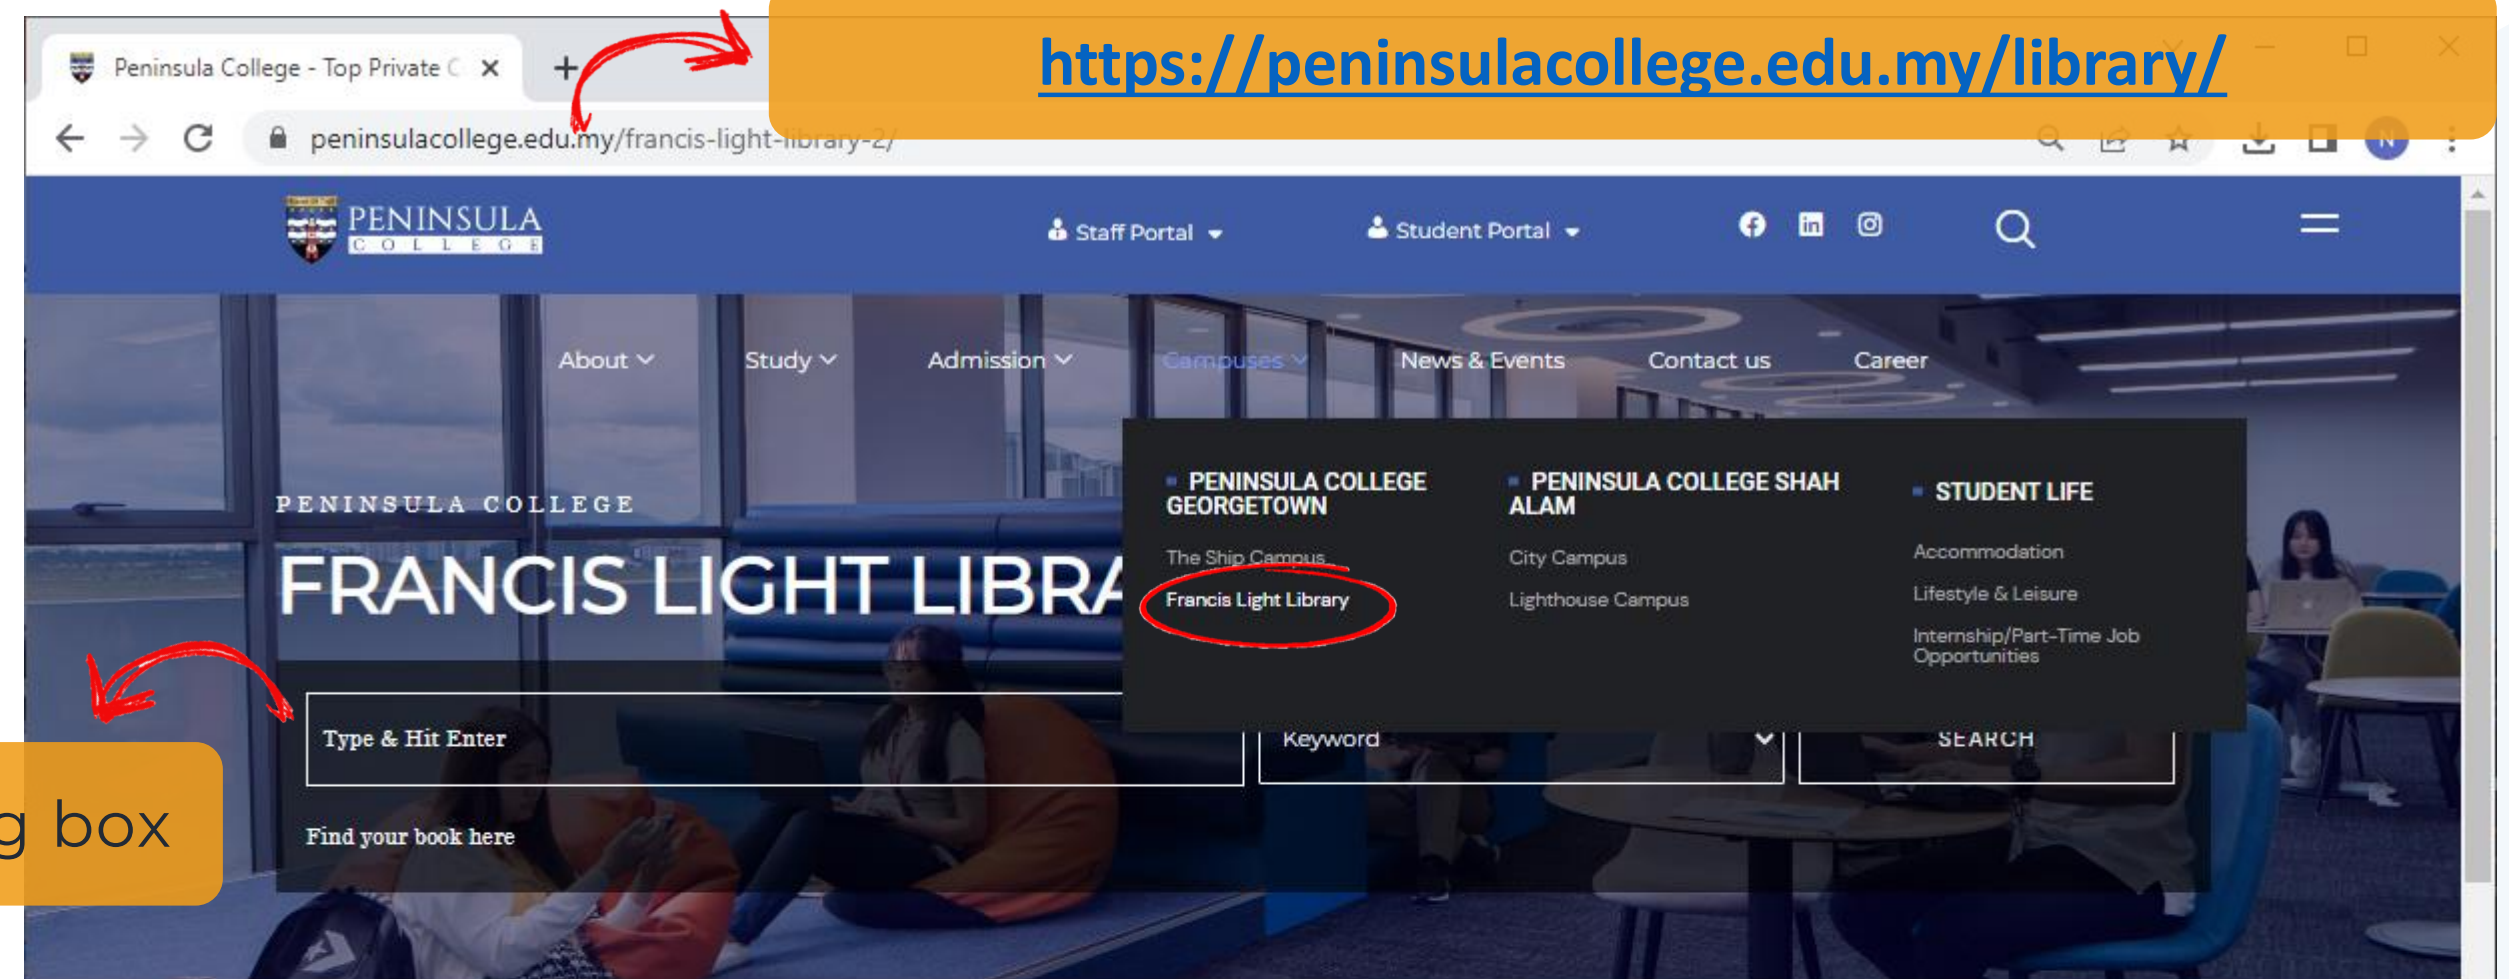 https://peninsulacollege.edu.my/library/
Peninsula College - Top Private C
peninsulacollege.edu.my/francis-light-library-2/
N
PENINSULA
COLLEGE
Staff Portal
Student Portal
About
Study
Admission
Campuses
News & Events
Contact us
Career
PENINSULA COLLEGE
GEORGETOWN
The Ship Campus
Francis Light Library
PENINSULA COLLEGE SHAH
ALAM
City Campus
Lighthouse Campus
STUDENT LIFE
Accommodation
Lifestyle & Leisure
Internship/Part-Time Job
Opportunities
PENINSULA COLLEGE
FRANCIS LIGHT LIBRA
Type & Hit Enter
Keyword
SEARCH
Find your book here
g box